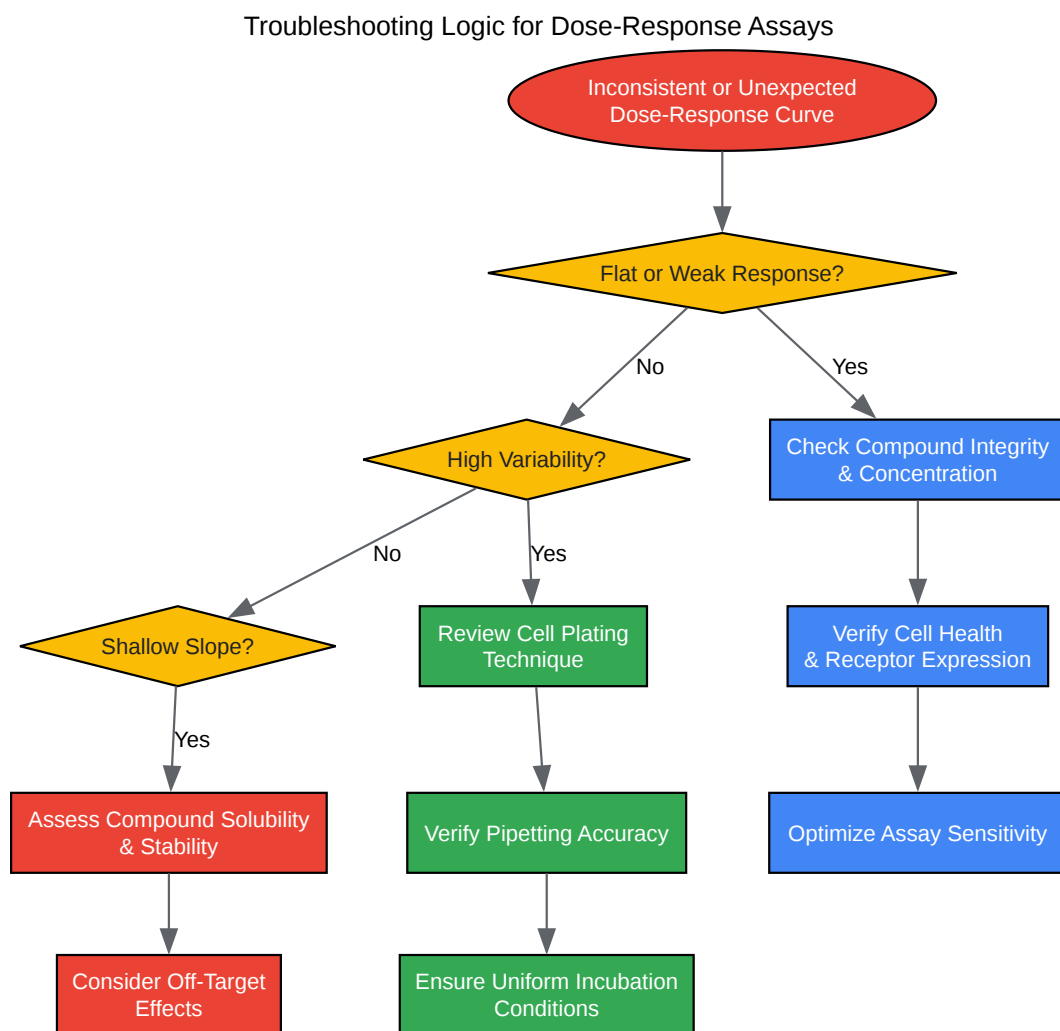 Troubleshooting Logic for Dose-Response Assays
Inconsistent or Unexpected
Dose-Response Curve
Flat or Weak Response?
No
Yes
High Variability?
Check Compound Integrity
& Concentration
No
Yes
Shallow Slope?
Review Cell Plating
Technique
Verify Cell Health
& Receptor Expression
Yes
Assess Compound Solubility
& Stability
Verify Pipetting Accuracy
Optimize Assay Sensitivity
Consider Off-Target
Effects
Ensure Uniform Incubation
Conditions